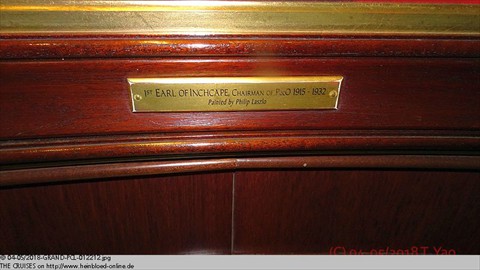 1ST EARL OF INCHCAPE, CHAIRMAN OF P&O 1915 - 1932
Painted by Philip Laszlo
(C) 04-05/2018 T. Yao
© 04-05/2018-GRAND-PCL-012212.jpg
THE CRUISES on http://www.heinbloed-online.de